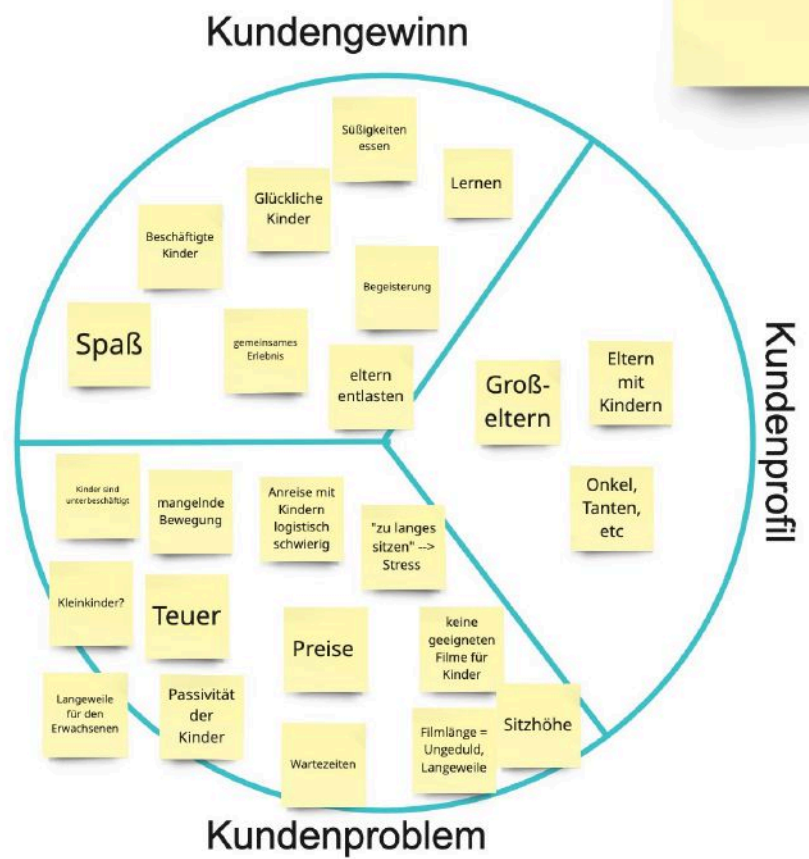 Kundengewinn
Süßigkeiten
essen
Lernen
Glückliche
Kinder
Beschäftigte
Kinder
Begeisterung
Spaß
gemeinsames
Erlebnis
eltern
entlasten
Kundenprofil
Groß-
eltern
Eltern
mit
Kindern
Onkel,
Tanten,
etc
Kinder sind
unterbeschäftigt
mangelnde
Bewegung
Anreise mit
Kindern
logistisch
schwierig
"zu langes
sitzen" -->
Stress
Kleinkinder?
Teuer
Preise
keine
geeigneten
Filme für
Kinder
Langeweile
für den
Erwachsenen
Passivität
der
Kinder
Wartezeiten
Filmlänge =
Ungeduld,
Langeweile
Sitzhöhe
Kundenproblem